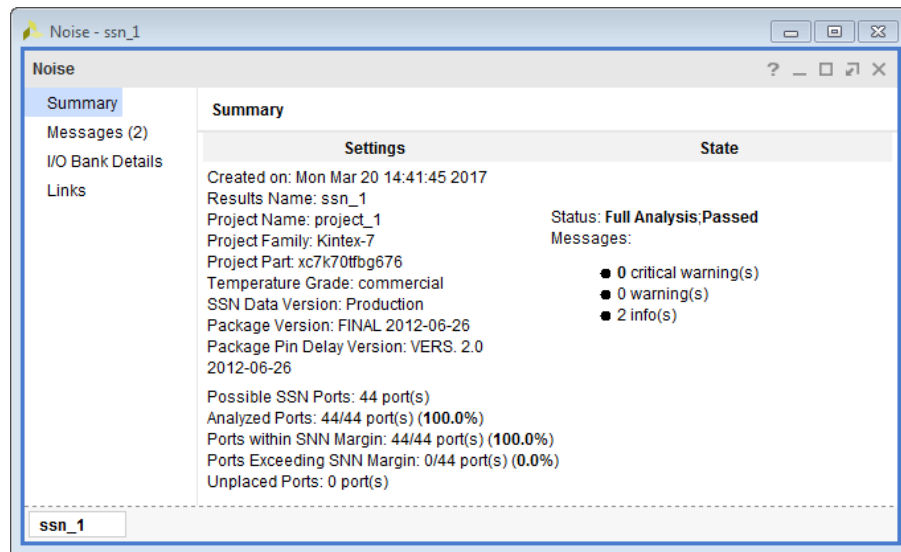 Noise - ssn_1
Noise
?
Summary
Messages (2)
I/O Bank Details
Links
Summary
Settings
State
Created on: Mon Mar 20 14:41:45 2017
Results Name: ssn_1
Project Name: project_1
Project Family: Kintex-7
Project Part: xc7k70tfbg676
Temperature Grade: commercial
SSN Data Version: Production
Package Version: FINAL 2012-06-26
Package Pin Delay Version: VERS. 2.0
2012-06-26
Possible SSN Ports: 44 port(s)
Analyzed Ports: 44/44 port(s) (100.0%)
Ports within SNN Margin: 44/44 port(s) (100.0%)
Ports Exceeding SNN Margin: 0/44 port(s) (0.0%)
Unplaced Ports: 0 port(s)
Status: Full Analysis;Passed
Messages:
0 critical warning(s)
0 warning(s)
2 info(s)
ssn_1